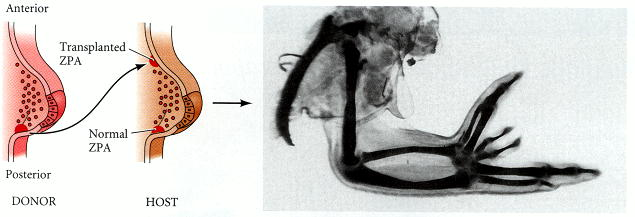 Anterior
Transplanted
ZPA
Normal
ZPA
Posterior
DONOR
HOST